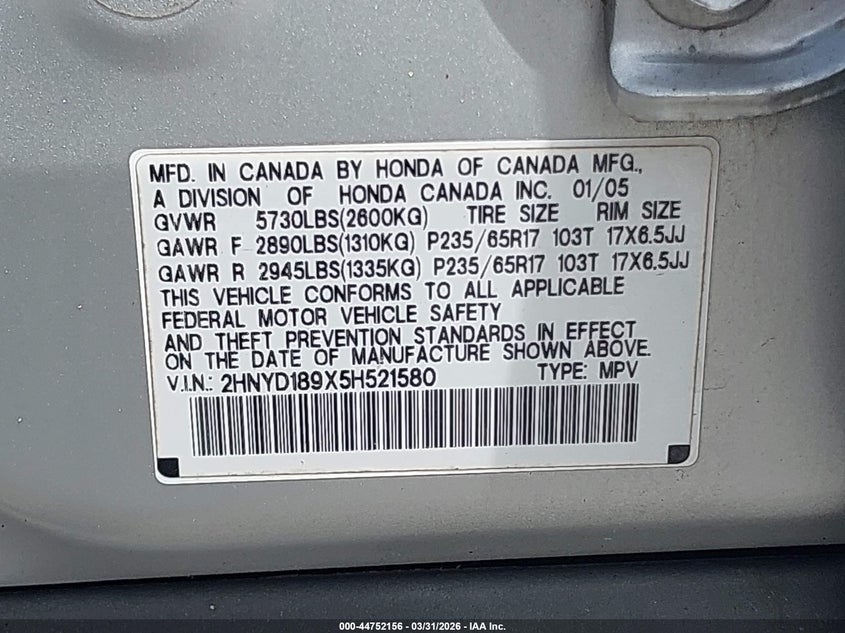 MFD. IN CANADA BY HONDA OF CANADA MFG.,
A DIVISION OF HONDA CANADA INC. 01/05
GVWR 5730LBS(2600KG) TIRE SIZE RIM SIZE
GAWR F 2890LBS(1310KG) P235/65R17 103T 17X6.5JJ
GAWR R 2945LBS(1335KG) P235/65R17 103T 17X6.5JJ
THIS VEHICLE CONFORMS TO ALL APPLICABLE
FEDERAL MOTOR VEHICLE SAFETY
AND THEFT PREVENTION STANDARDS IN EFFECT
ON THE DATE OF MANUFACTURE SHOWN ABOVE.
V.I.N.: 2HNYD189X5H521580 TYPE: MPV
000-44752156 - 03/31/2026 - IAA Inc.